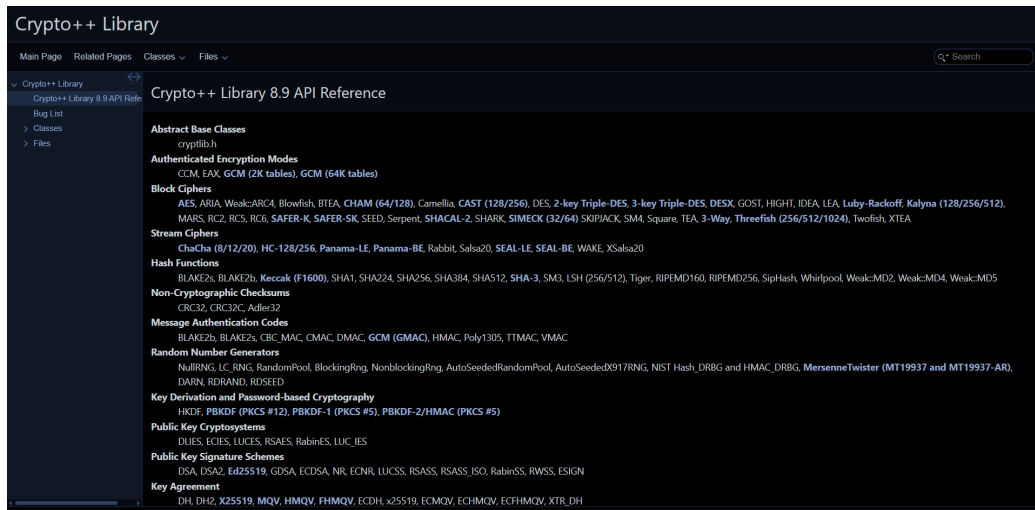 Crypto++ Library
Main Page Related Pages Classes Files
Search
Crypto++ Library
Crypto++ Library 8.9 API Refe
Bug List
Classes
Files
Crypto++ Library 8.9 API Reference
Abstract Base Classes
cryptlib.h
Authenticated Encryption Modes
CCM, EAX, GCM (2K tables), GCM (64K tables)
Block Ciphers
AES, ARIA, Weak::ARC4, Blowfish, BTEA, CHAM (64/128), Camellia, CAST (128/256), DES, 2-key Triple-DES, 3-key Triple-DES, DESX, GOST, HIGHT, IDEA, LEA, Luby-Rackoff, Kalyna (128/256/512),
MARS, RC2, RC5, RC6, SAFER-K, SAFER-SK, SEED, Serpent, SHACAL-2, SHARK, SIMECK (32/64) SKIPJACK, SM4, Square, TEA, 3-Way, Threefish (256/512/1024), Twofish, XTEA
Stream Ciphers
ChaCha (8/12/20), HC-128/256, Panama-LE, Panama-BE, Rabbit, Salsa20, SEAL-LE, SEAL-BE, WAKE, XSalsa20
Hash Functions
BLAKE2s, BLAKE2b, Keccak (F1600), SHA1, SHA224, SHA256, SHA384, SHA512, SHA-3, SM3, LSH (256/512), Tiger, RIPEMD160, RIPEMD256, SipHash, Whirlpool, Weak::MD2, Weak::MD4, Weak::MD5
Non-Cryptographic Checksums
CRC32, CRC32C, Adler32
Message Authentication Codes
BLAKE2b, BLAKE2s, CBC_MAC, CMAC, DMAC, GCM (GMAC), HMAC, Poly1305, TTMAC, VMAC
Random Number Generators
NullRNG, LC_RNG, RandomPool, BlockingRng, NonblockingRng, AutoSeededRandomPool, AutoSeededX917RNG, NIST Hash_DRBG and HMAC_DRBG, MersenneTwister (MT19937 and MT19937-AR),
DARN, RDRAND, RDSEED
Key Derivation and Password-based Cryptography
HKDF, PBKDF (PKCS #12), PBKDF-1 (PKCS #5), PBKDF-2/HMAC (PKCS #5)
Public Key Cryptosystems
DLIES, ECIES, LUCES, RSAES, RabinES, LUC_IES
Public Key Signature Schemes
DSA, DSA2, Ed25519, GDSA, ECDSA, NR, ECNR, LUCSS, RSASS, RSASS_ISO, RabinSS, RWSS, ESIGN
Key Agreement
DH, DH2, X25519, MQV, HMQV, FHMQV, ECDH, x25519, ECMQV, ECHMQV, ECFHMQV, XTR_DH